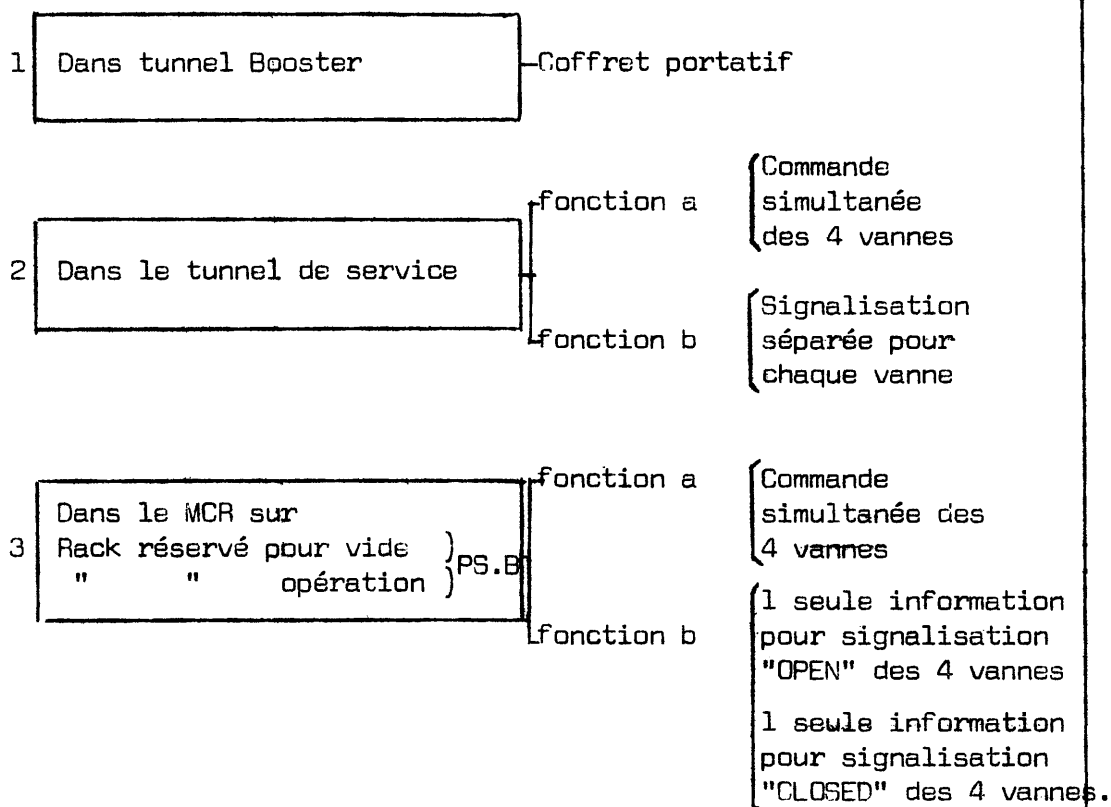 1 Dans tunnel Booster
Coffret portatif
2 Dans le tunnel de service
fonction a
Commande
simultanée
des 4 vannes
fonction b
Signalisation
séparée pour
chaque vanne
3 Dans le MCR sur
Rack réservé pour vide
" " opération
PS.B
fonction a
Commande
simultanée des
4 vannes
fonction b
1 seule information
pour signalisation
"OPEN" des 4 vannes
1 seule information
pour signalisation
"CLOSED" des 4 vannes.